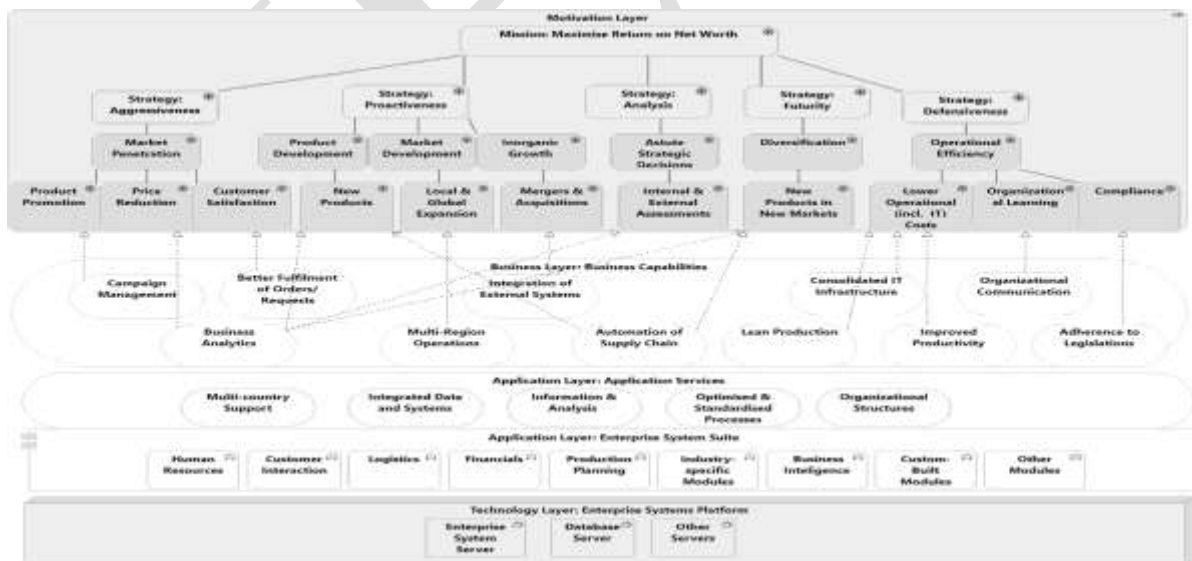 Motivation Layer
Mission: Maximise Return on Net Worth
Strategy:
Aggressiveness
Strategy:
Proactiveness
Strategy:
Analysis
Strategy:
Futurity
Strategy:
Defensiveness
Market
Penetration
Product
Development
Market
Development
Inorganic
Growth
Astute
Strategic
Decisions
Diversification
Operational
Efficiency
Product
Promotion
Price
Reduction
Customer
Satisfaction
New
Products
Local &
Global
Expansion
Mergers &
Acquisitions
Internal &
External
Assessments
New
Products in
New Markets
Lower
Operational
(incl. IT)
Costs
Organization
al Learning
Compliance
Business Layer: Business Capabilities
Campaign
Management
Better Fulfilment
of Orders/
Requests
Integration of
External Systems
Consolidated IT
Infrastructure
Organizational
Communication
Business
Analytics
Multi-Region
Operations
Automation of
Supply Chain
Lean Production
Improved
Productivity
Adherence to
Legislations
Application Layer: Application Services
Multi-country
Support
Integrated Data
and Systems
Information &
Analysis
Optimised &
Standardised
Processes
Organizational
Structures
Application Layer: Enterprise System Suite
Human
Resources
Customer
Interaction
Logistics
Financials
Production
Planning
Industry-
specific
Modules
Business
Inteligence
Custom-
Built
Modules
Other
Modules
Technology Layer: Enterprise Systems Platform
Enterprise
System
Server
Database
Server
Other
Servers